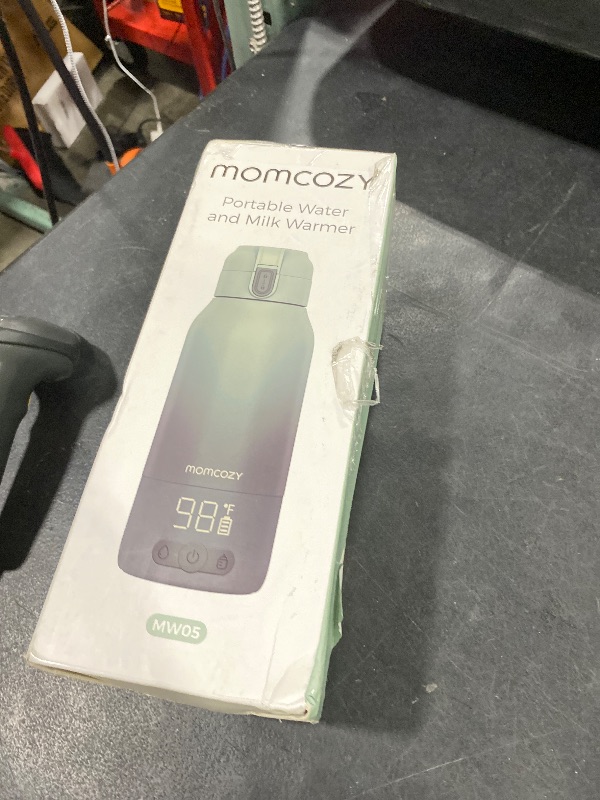 momcozy
Portable Water
and Milk Warmer
momcozy
98°F
MW05